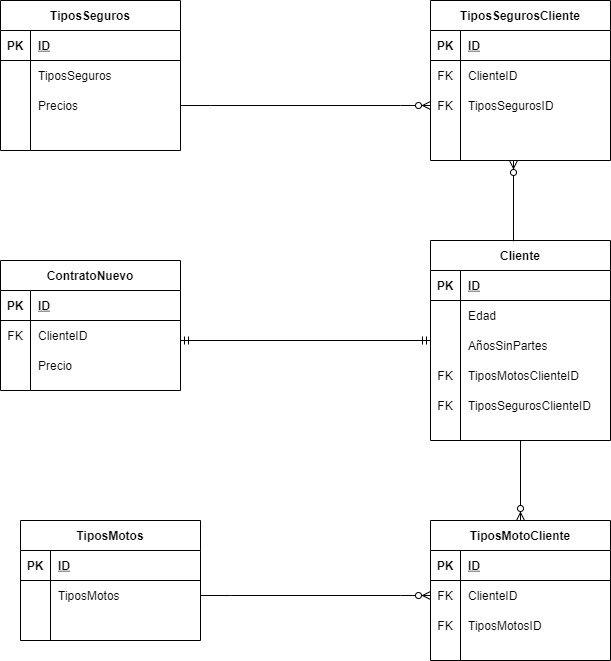 TiposSeguros
PK ID
TiposSeguros
Precios
TiposSegurosCliente
PK ID
FK ClienteID
FK TiposSegurosID
ContratoNuevo
PK ID
FK ClienteID
Precio
Cliente
PK ID
Edad
AñosSinPartes
FK TiposMotosClienteID
FK TiposSegurosClienteID
TiposMotos
PK ID
TiposMotos
TiposMotoCliente
PK ID
FK ClienteID
FK TiposMotosID